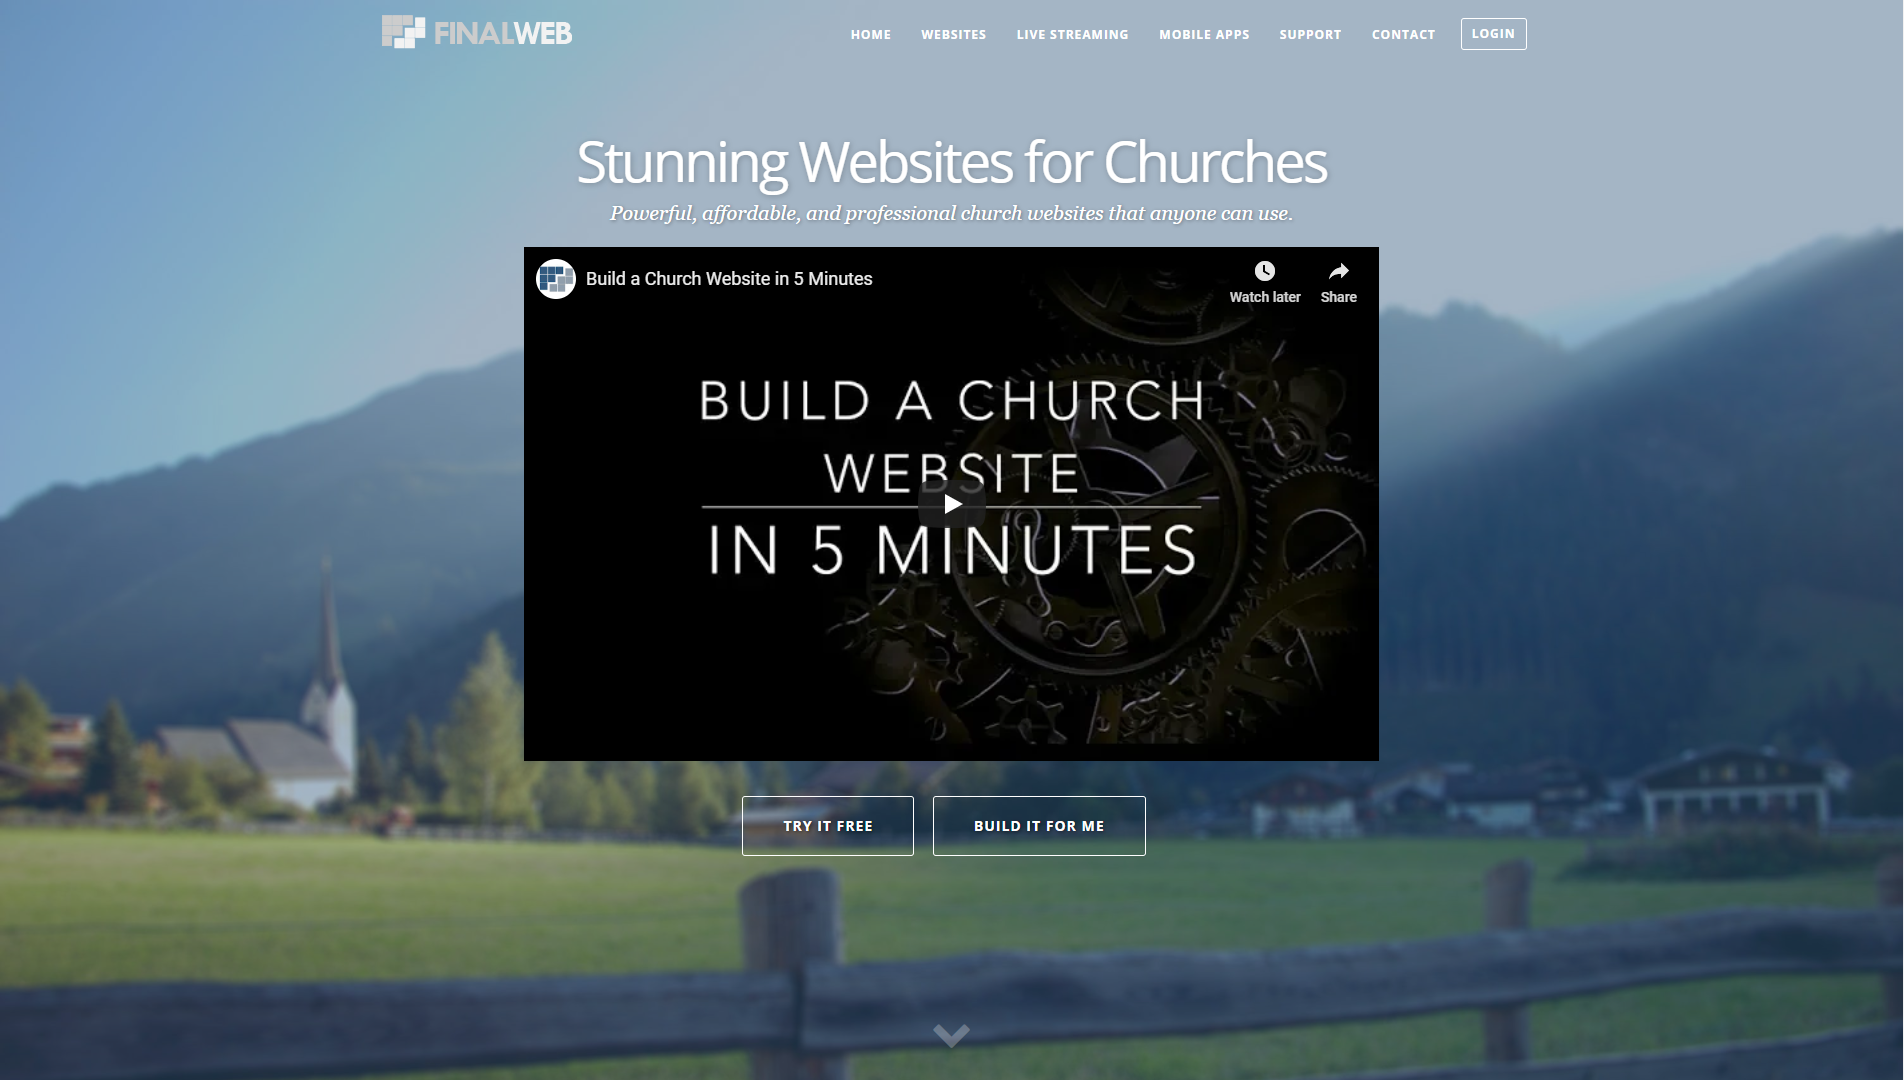 FINALWEB
HOME WEBSITES LIVE STREAMING MOBILE APPS SUPPORT CONTACT LOGIN
Stunning Websites for Churches
Powerful, affordable, and professional church websites that anyone can use.
Build a Church Website in 5 Minutes
Watch later Share
BUILD A CHURCH
WEBSITE
IN 5 MINUTES
TRY IT FREE BUILD IT FOR ME